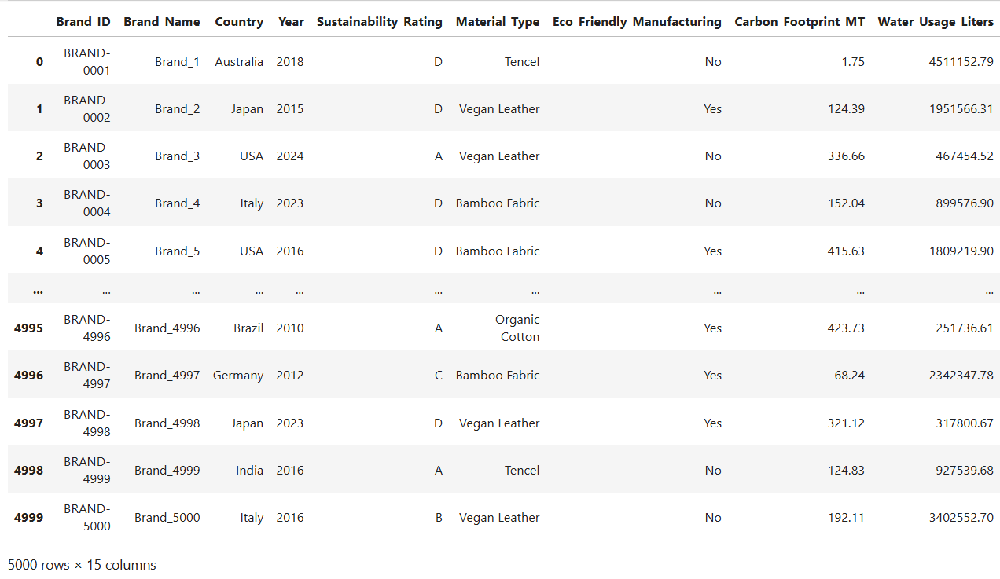 Brand_ID Brand_Name Country Year Sustainability_Rating Material_Type Eco_Friendly_Manufacturing Carbon_Footprint_MT Water_Usage_Liters
0 BRAND-0001 Brand_1 Australia 2018 D Tencel No 1.75 4511152.79
1 BRAND-0002 Brand_2 Japan 2015 D Vegan Leather Yes 124.39 1951566.31
2 BRAND-0003 Brand_3 USA 2024 A Vegan Leather No 336.66 467454.52
3 BRAND-0004 Brand_4 Italy 2023 D Bamboo Fabric No 152.04 899576.90
4 BRAND-0005 Brand_5 USA 2016 D Bamboo Fabric Yes 415.63 1809219.90
... ... ... ... ... ... ... ... ... ...
4995 BRAND-4996 Brand_4996 Brazil 2010 A Organic Cotton Yes 423.73 251736.61
4996 BRAND-4997 Brand_4997 Germany 2012 C Bamboo Fabric Yes 68.24 2342347.78
4997 BRAND-4998 Brand_4998 Japan 2023 D Vegan Leather Yes 321.12 317800.67
4998 BRAND-4999 Brand_4999 India 2016 A Tencel No 124.83 927539.68
4999 BRAND-5000 Brand_5000 Italy 2016 B Vegan Leather No 192.11 3402552.70
5000 rows × 15 columns